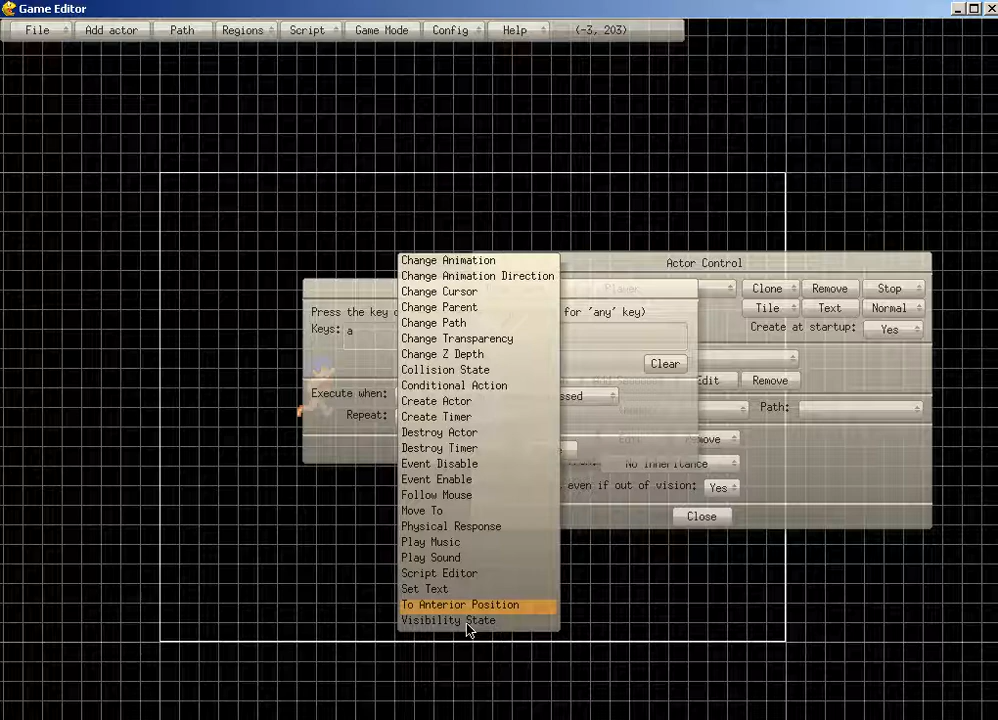 Game Editor
File Add actor Path Regions Script Game Mode Config Help (-3, 203)
Change Animation
Change Animation Direction
Change Cursor
Change Parent
Change Path
Change Transparency
Change Z Depth
Collision State
Conditional Action
Create Actor
Create Timer
Destroy Actor
Destroy Timer
Event Disable
Event Enable
Follow Mouse
Move To
Physical Response
Play Music
Play Sound
Script Editor
Set Text
To Anterior Position
Visibility State
Press the key
for 'any' key)
Keys: a
Clear
Execute when:
Repeat:
Actor Control
Player
Clone Remove Stop
Tile Text Normal
Create at startup: Yes
Edit Remove
Path:
No Inheritance
even if out of vision: Yes
Close